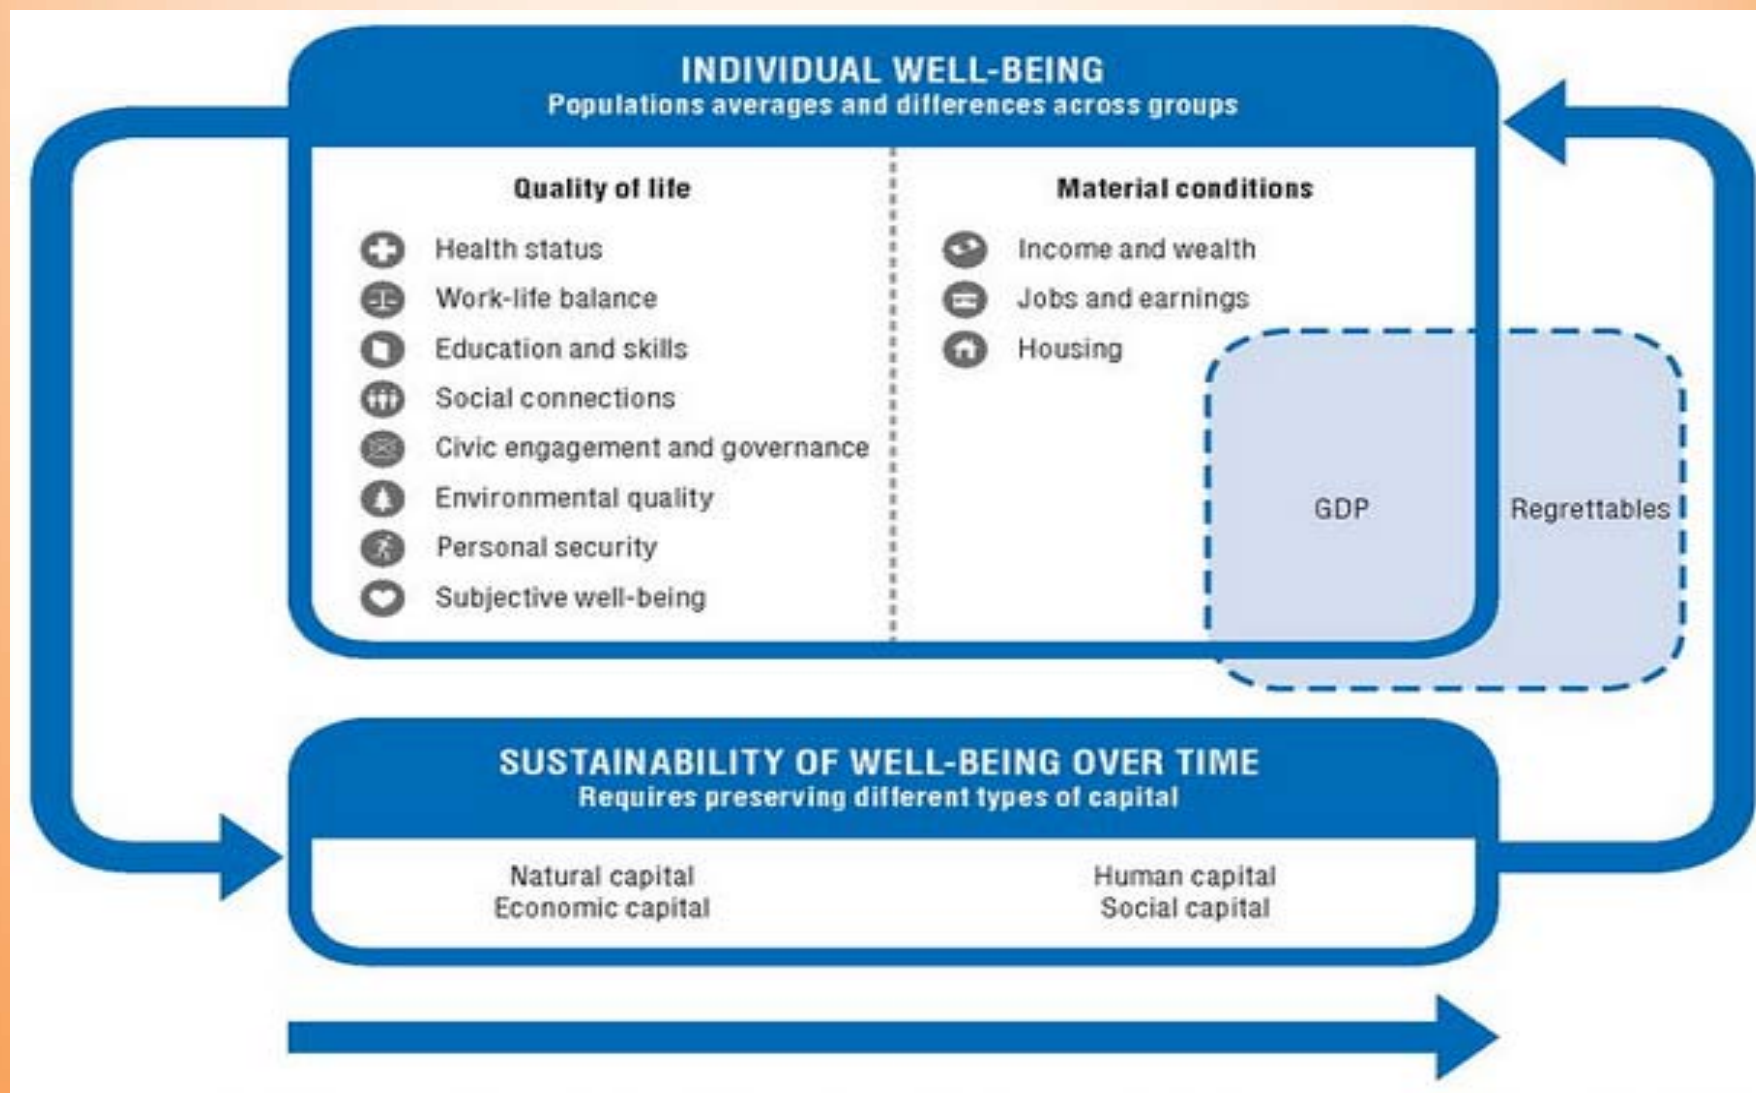 INDIVIDUAL WELL-BEING
Populations averages and differences across groups
Quality of life
Health status
Work-life balance
Education and skills
Social connections
Civic engagement and governance
Environmental quality
Personal security
Subjective well-being
Material conditions
Income and wealth
Jobs and earnings
Housing
GDP
Regrettables
SUSTAINABILITY OF WELL-BEING OVER TIME
Requires preserving different types of capital
Natural capital
Economic capital
Human capital
Social capital